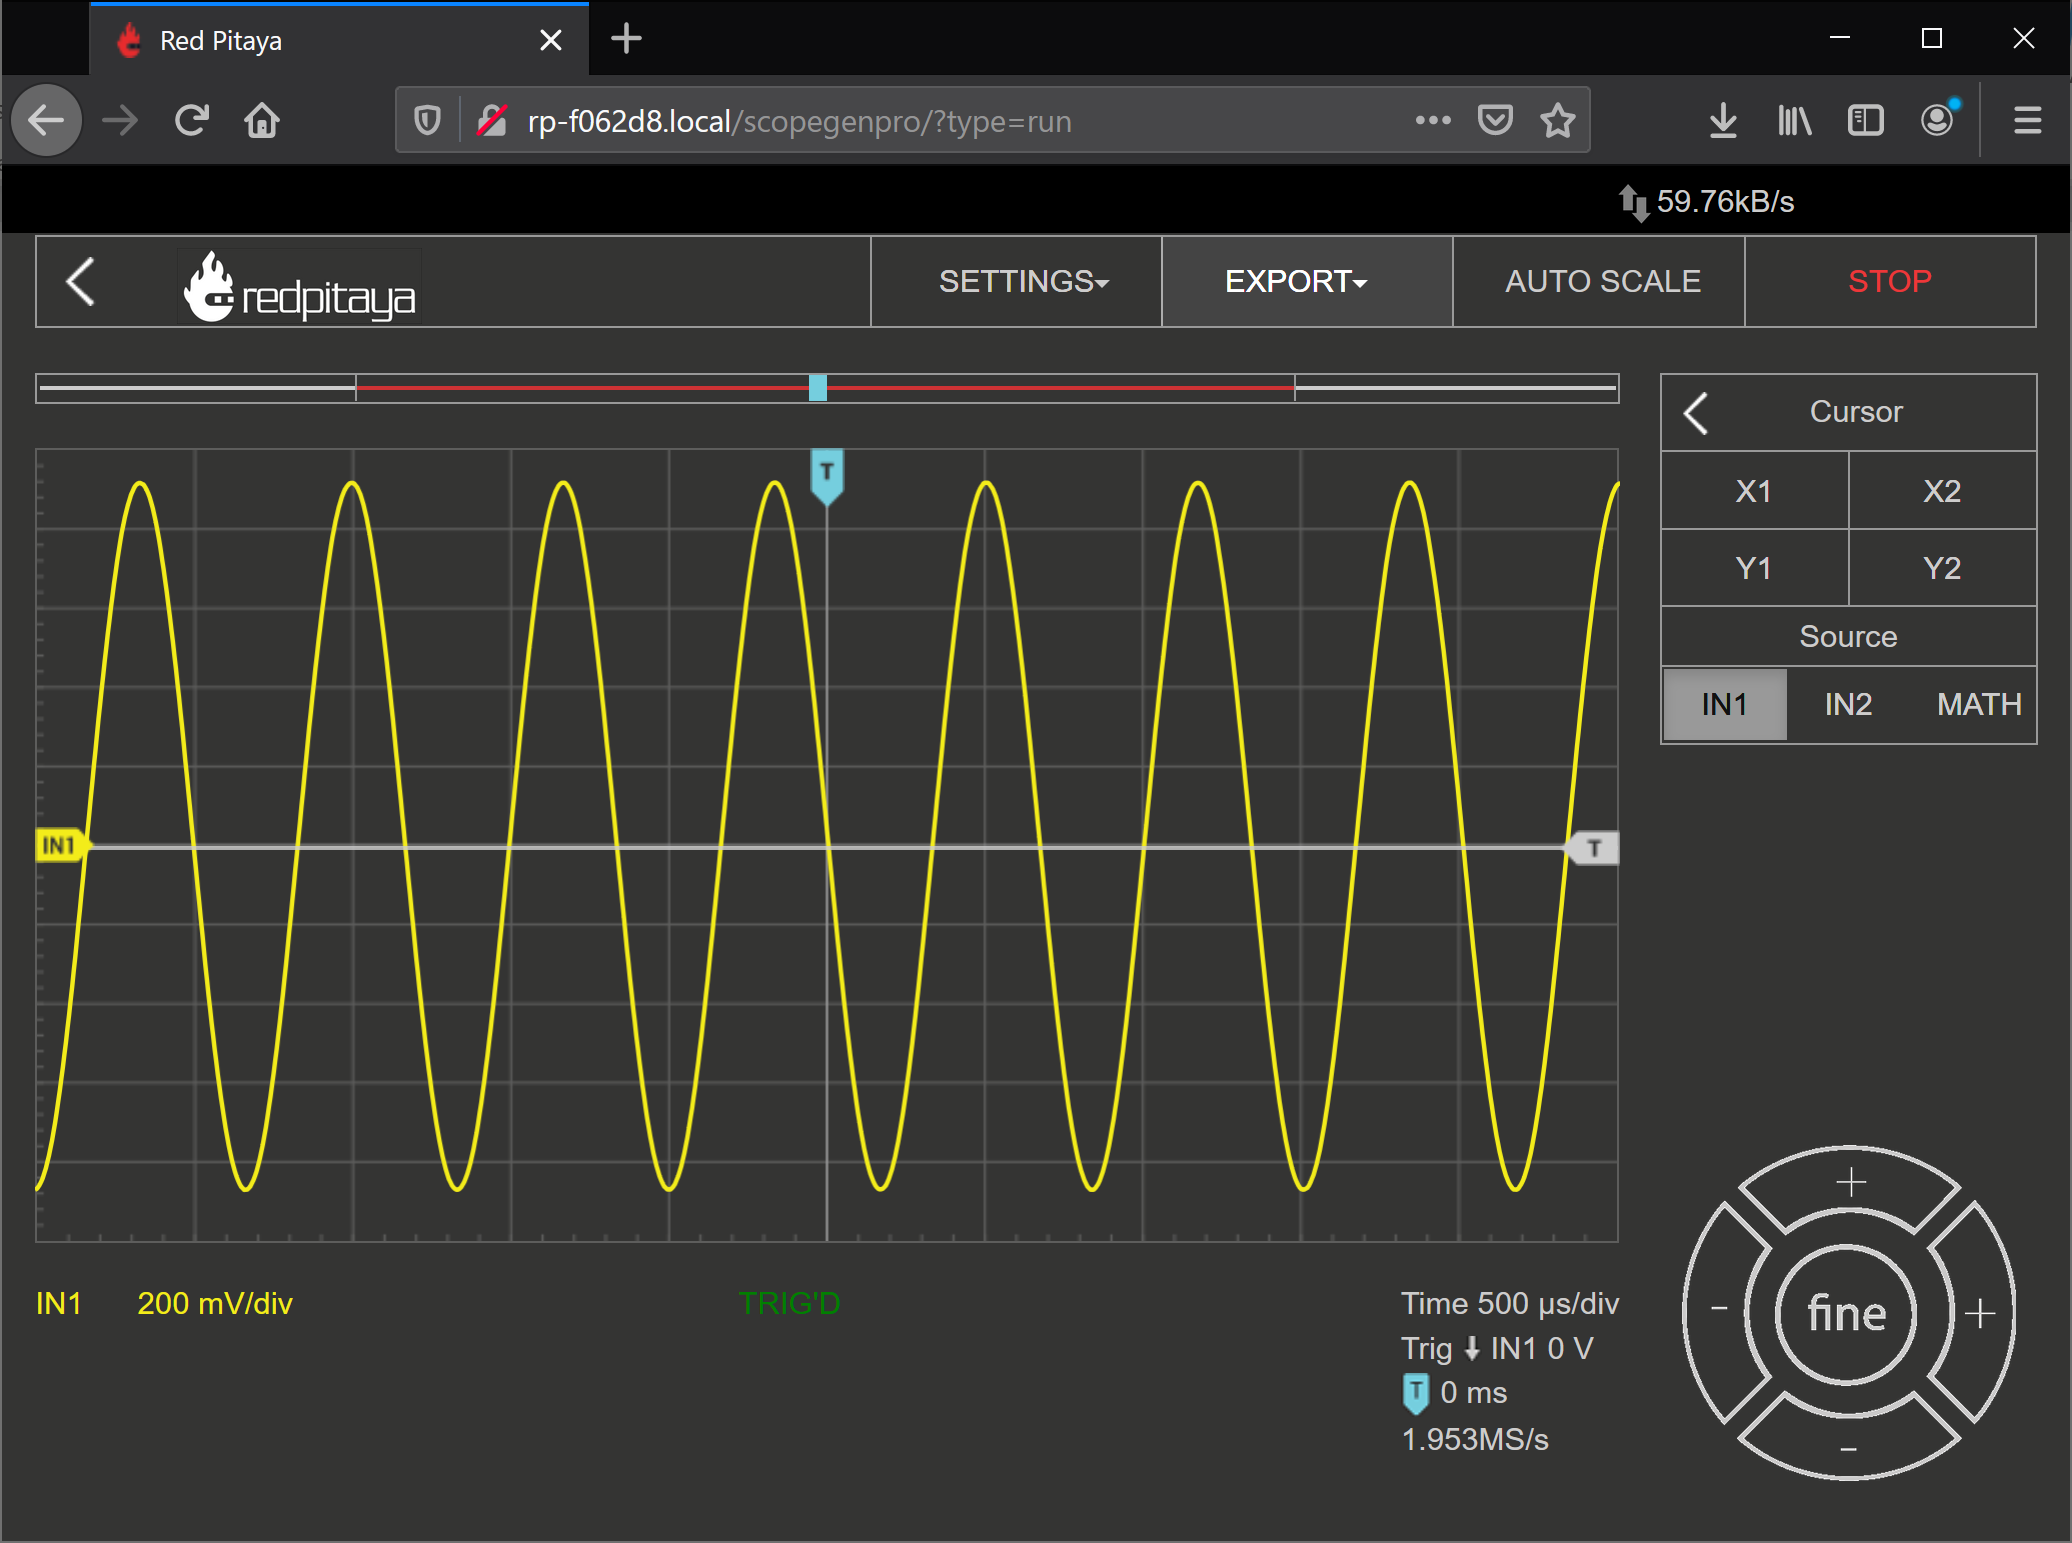 Red Pitaya
rp-f062d8.local/scopegenpro/?type=run
59.76kB/s
redpitaya
SETTINGS
EXPORT
AUTO SCALE
STOP
Cursor
X1
X2
Y1
Y2
Source
IN1
IN2
MATH
T
IN1
T
IN1
200 mV/div
TRIG'D
Time 500 µs/div
Trig IN1 0 V
T 0 ms
1.953MS/s
+
-
fine
+
-